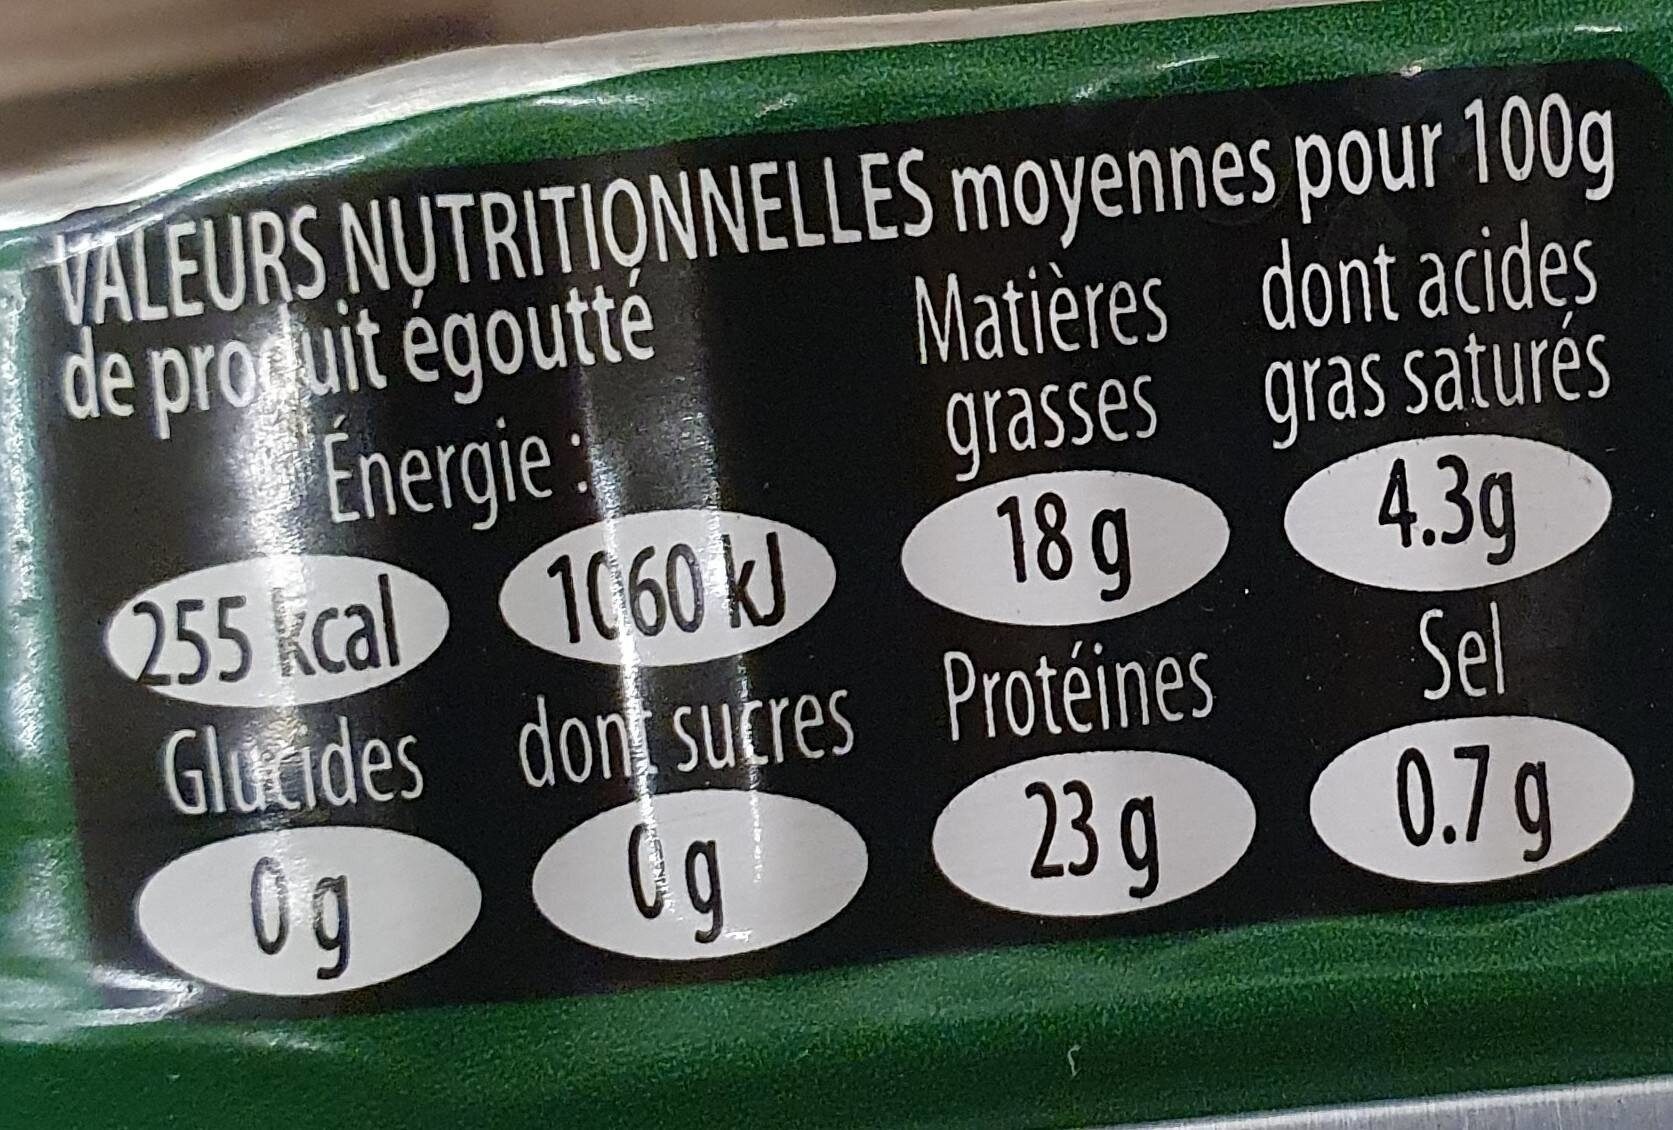 VALEURS NUTRITIONNELLES moyennes pour 100g
de produit égoutté
Énergie :
255 kcal 1060 kJ
Matières
grasses
18 g
dont acides
gras saturés
4.3g
Glucides
0 g
dont sucres
0 g
Protéines
23 g
Sel
0.7 g